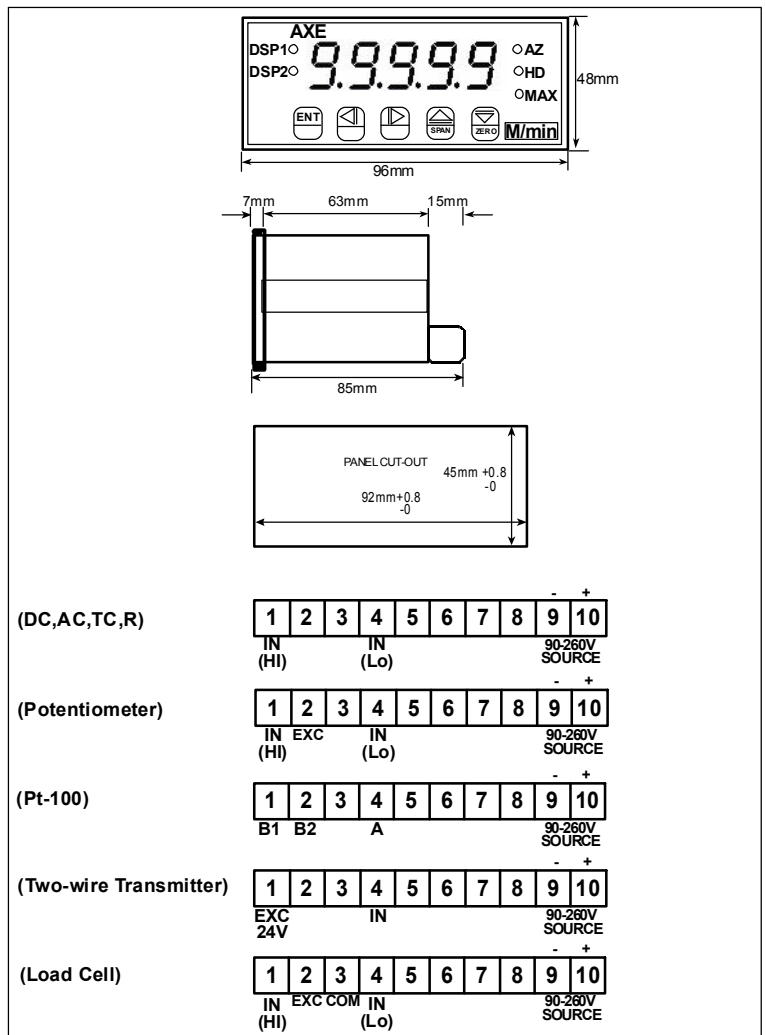 AXE
DSP1
DSP2
99999
AZ
HD
MAX
ENT
SPAN
ZERO
M/min
48mm
96mm
7mm 63mm 15mm
85mm
PANEL CUT-OUT
45mm +0.8
-0
92mm+0.8
-0
- +
(DC,AC,TC,R) 1 2 3 4 5 6 7 8 9 10
IN IN 90-260V
(HI) (Lo) SOURCE
- +
(Potentiometer) 1 2 3 4 5 6 7 8 9 10
IN EXC IN 90-260V
(HI) (Lo) SOURCE
- +
(Pt-100) 1 2 3 4 5 6 7 8 9 10
B1 B2 A 90-260V
SOURCE
- +
(Two-wire Transmitter) 1 2 3 4 5 6 7 8 9 10
EXC IN 90-260V
24V SOURCE
- +
(Load Cell) 1 2 3 4 5 6 7 8 9 10
IN EXC COM IN 90-260V
(HI) (Lo) SOURCE